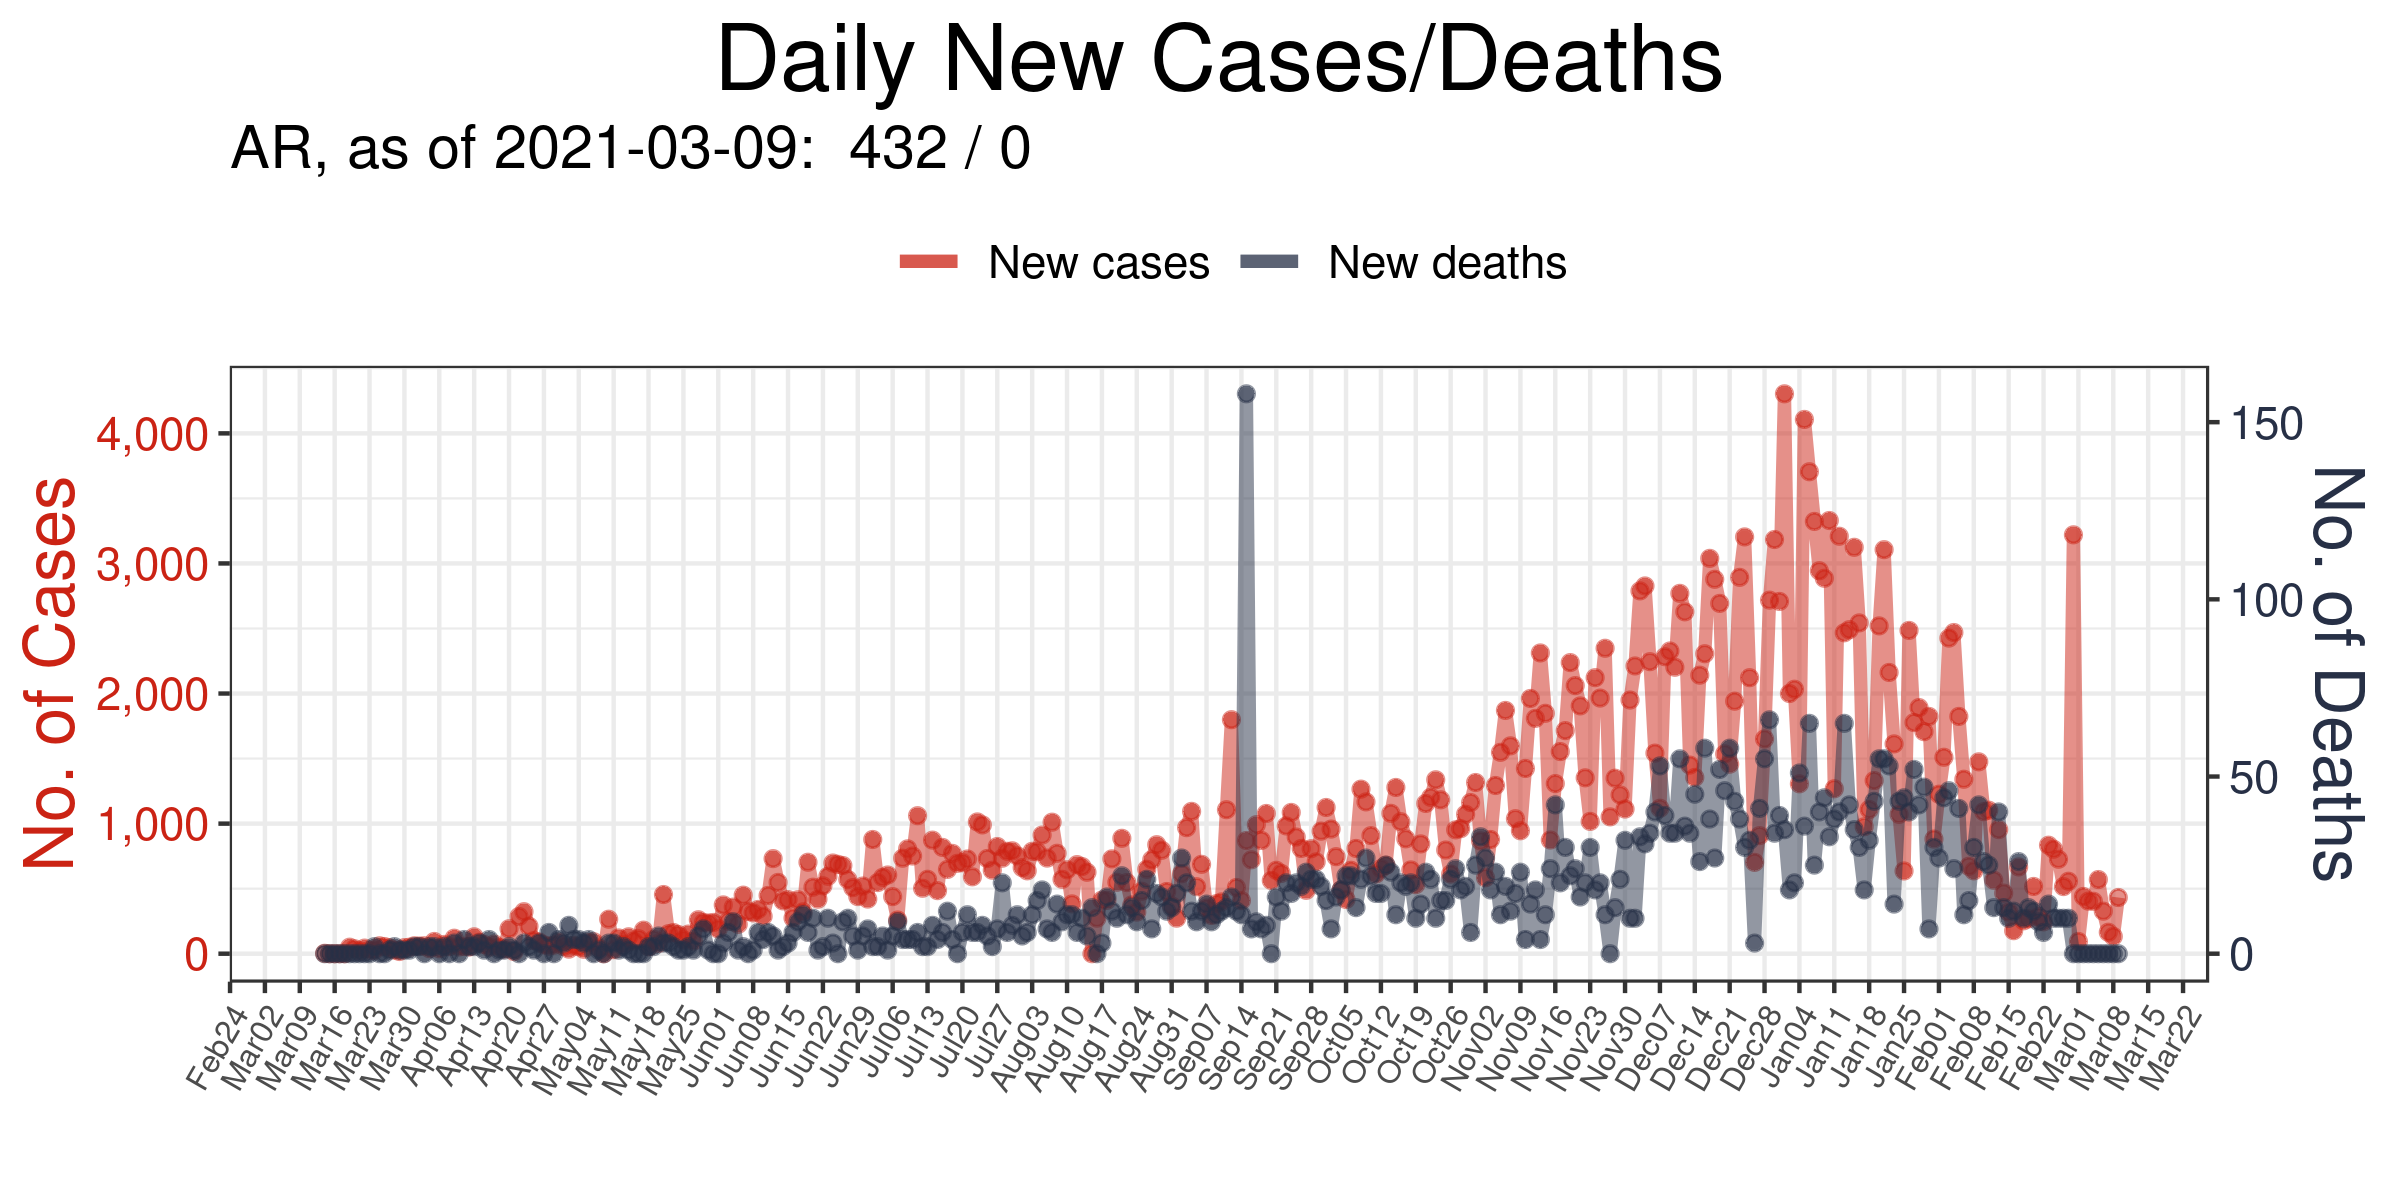 Daily New Cases/Deaths
AR, as of 2021-03-09:  432 / 0
New cases
New deaths
No. of Cases
4,000
3,000
2,000
1,000
0
150
100
50
0
No. of Deaths
Feb24
Mar02
Mar09
Mar16
Mar23
Mar30
Apr06
Apr13
Apr20
Apr27
May04
May11
May18
May25
Jun01
Jun08
Jun15
Jun22
Jun29
Jul06
Jul13
Jul20
Jul27
Aug03
Aug10
Aug17
Aug24
Aug31
Sep07
Sep14
Sep21
Sep28
Oct05
Oct12
Oct19
Oct26
Nov02
Nov09
Nov16
Nov23
Nov30
Dec07
Dec14
Dec21
Dec28
Jan04
Jan11
Jan18
Jan25
Feb01
Feb08
Feb15
Feb22
Mar01
Mar08
Mar15
Mar22